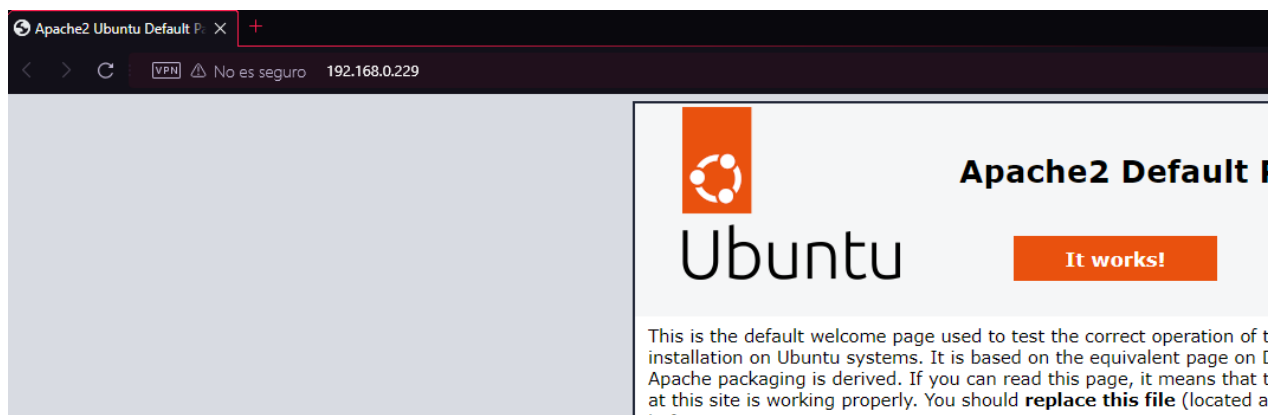 Apache2 Ubuntu Default Pa
VPN No es seguro 192.168.0.229
Apache2 Default
Ubuntu
It works!
This is the default welcome page used to test the correct operation of
installation on Ubuntu systems. It is based on the equivalent page on
Apache packaging is derived. If you can read this page, it means that
at this site is working properly. You should replace this file (located